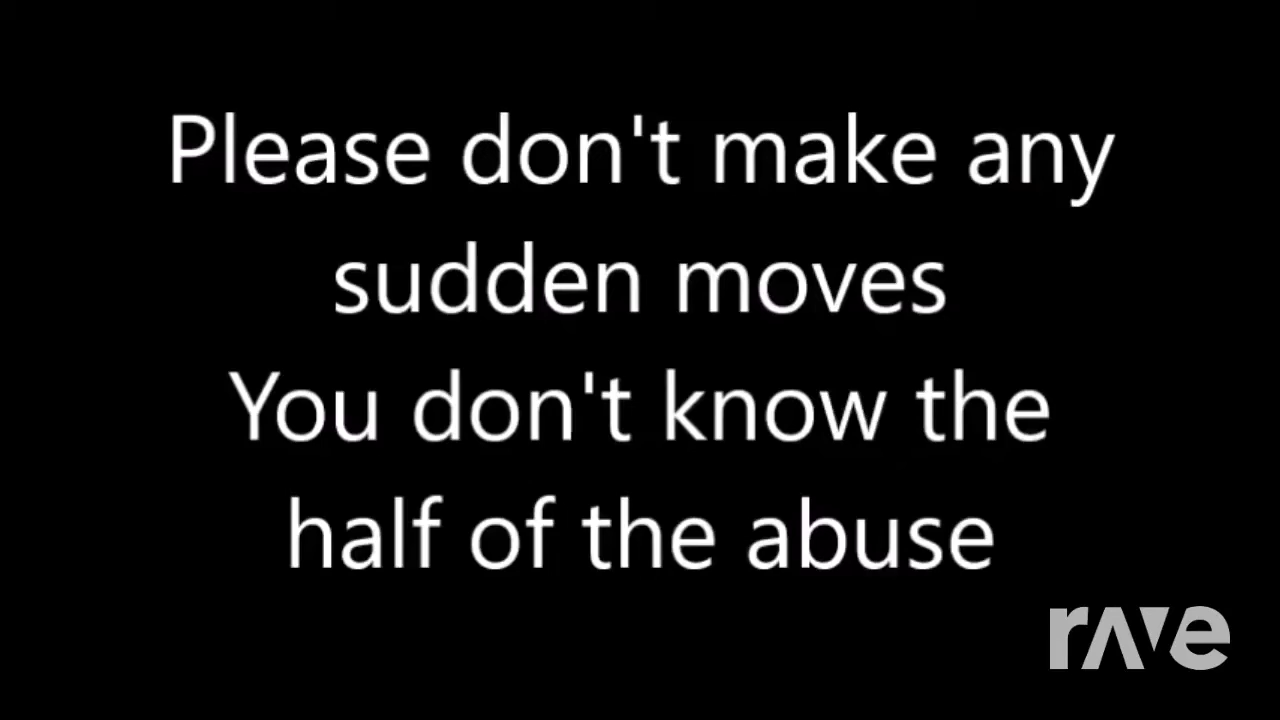 Please don't make any
sudden moves
You don't know the
half of the abuse
rave